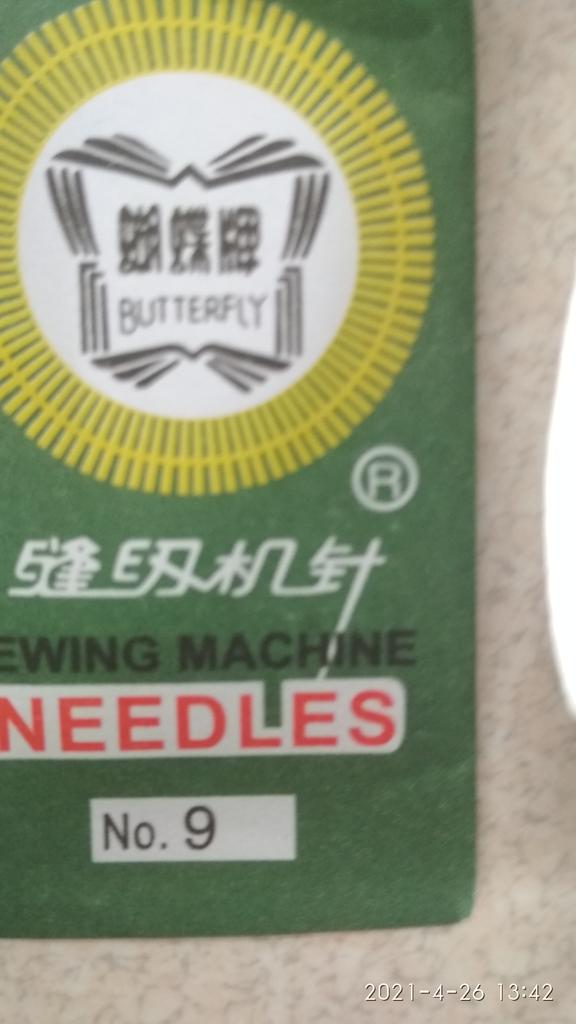 蝴蝶牌
BUTTERFLY
®
缝纫机针
EWING MACHINE
NEEDLES
No. 9
2021-4-26 13:42